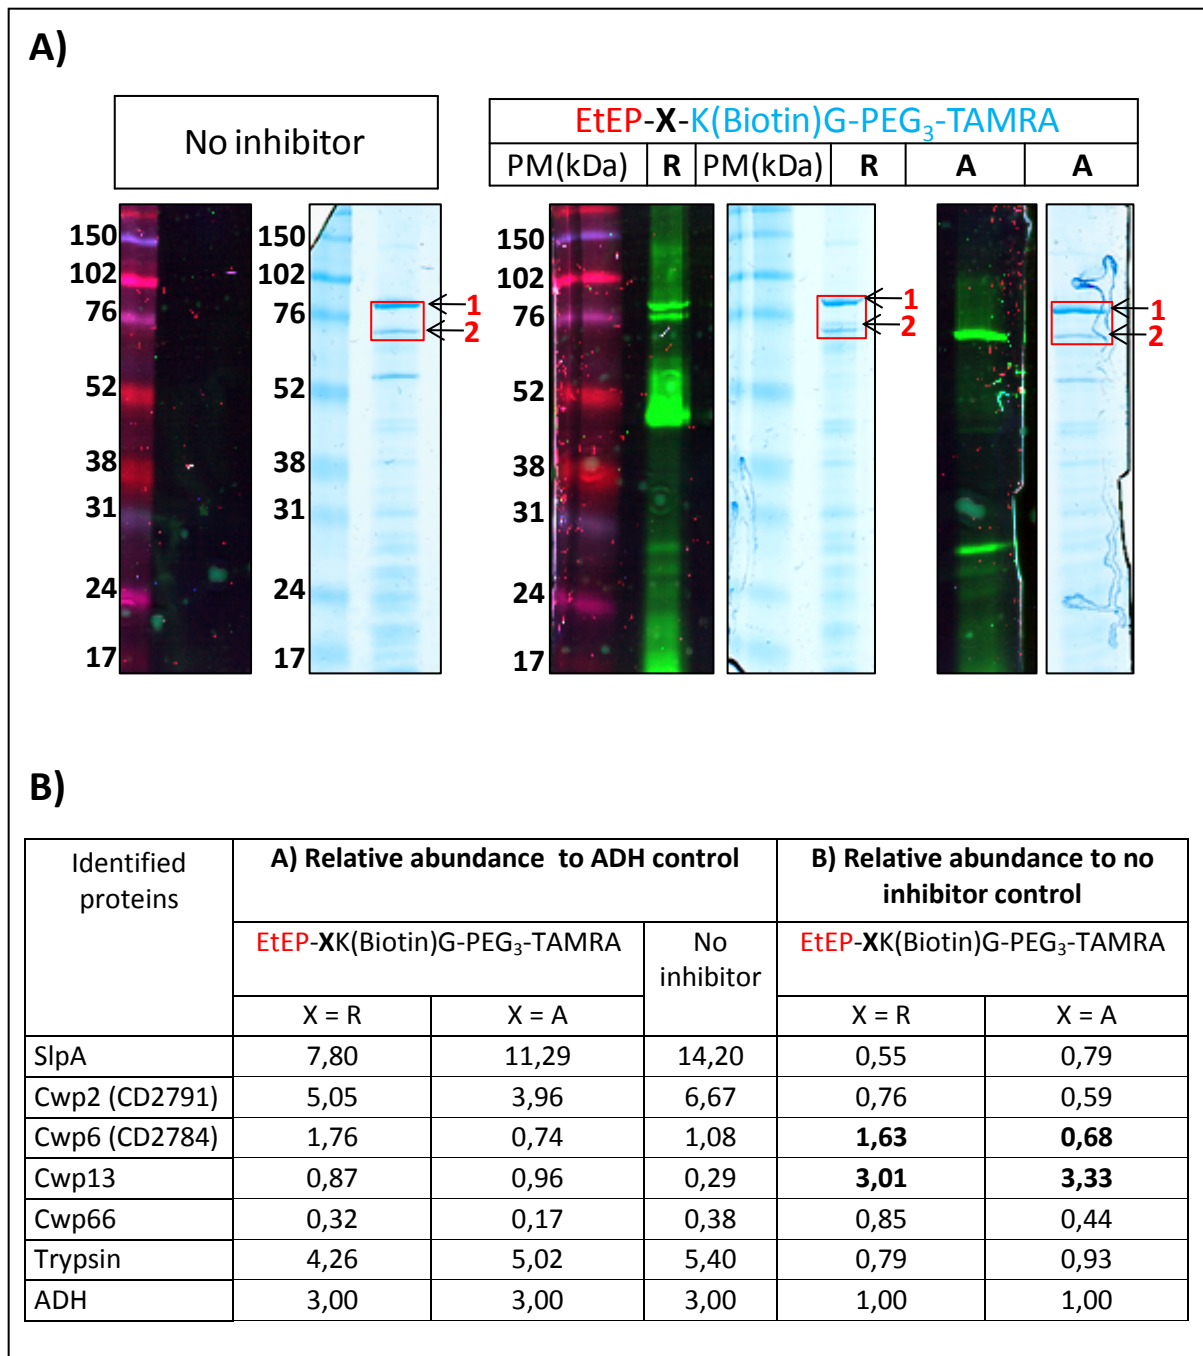 A)
No inhibitor
EtEP-X-K(Biotin)G-PEG3-TAMRA
PM(kDa) R PM(kDa) R A A
150 150 150
102 102 102
76 76 76
1 1 1
2 2 2
52 52 52
38 38 38
31 31 31
24 24 24
17 17 17
B)
Identified proteins A) Relative abundance to ADH control B) Relative abundance to no inhibitor control
EtEP-XK(Biotin)G-PEG3-TAMRA No inhibitor EtEP-XK(Biotin)G-PEG3-TAMRA
X = R X = A X = R X = A
SlpA 7,80 11,29 14,20 0,55 0,79
Cwp2 (CD2791) 5,05 3,96 6,67 0,76 0,59
Cwp6 (CD2784) 1,76 0,74 1,08 1,63 0,68
Cwp13 0,87 0,96 0,29 3,01 3,33
Cwp66 0,32 0,17 0,38 0,85 0,44
Trypsin 4,26 5,02 5,40 0,79 0,93
ADH 3,00 3,00 3,00 1,00 1,00